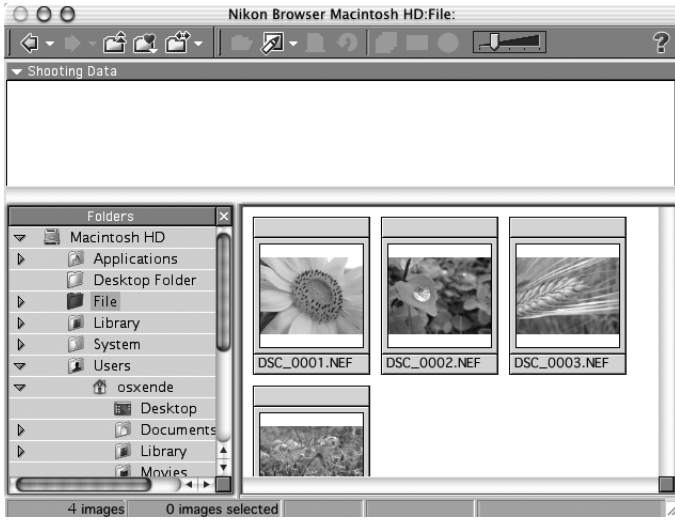 Nikon Browser Macintosh HD:File:
?
Shooting Data
Folders
Macintosh HD
Applications
Desktop Folder
File
Library
System
Users
osxende
Desktop
Documents
Library
Movies
DSC_0001.NEF
DSC_0002.NEF
DSC_0003.NEF
4 images
0 images selected